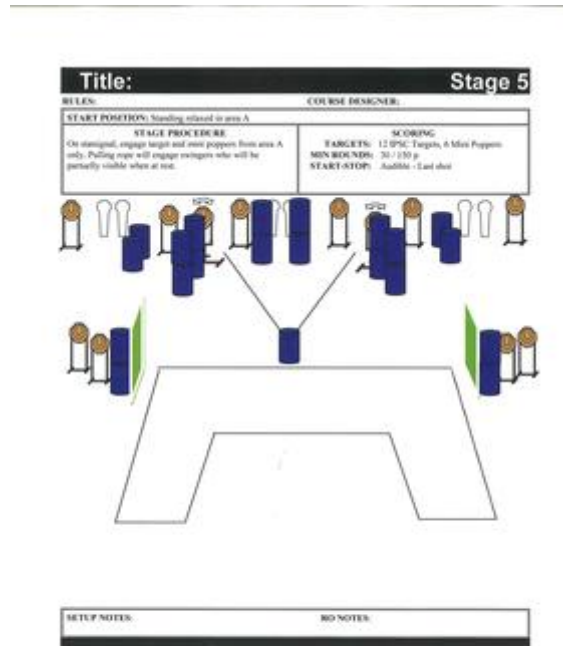 Title:
Stage 5
RULES:
COURSE DESIGNER:
START POSITION: Standing relaxed in area A
STAGE PROCEDURE
On startsignal, engage target and mini poppers from area A
only. Pulling rope will engage swingers who will be
partially visible when at rest.
SCORING
TARGETS: 12 IPSC Targets, 6 Mini Poppers
MIN ROUNDS: 30 / 150 p
START-STOP: Audible - Last shot
SETUP NOTES:
RO NOTES: